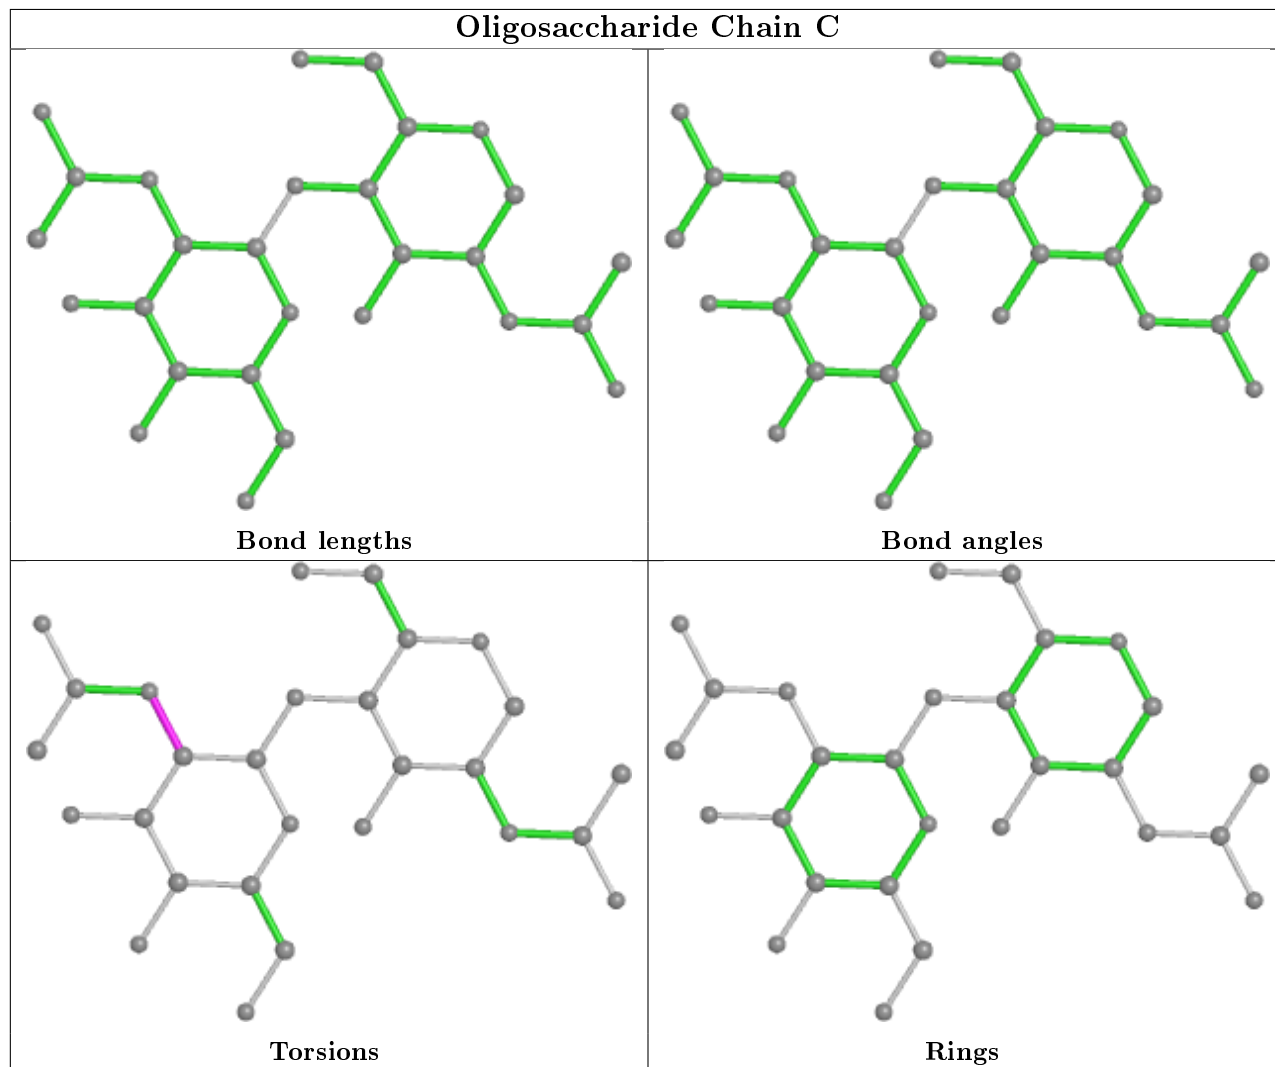 Oligosaccharide Chain C
Bond lengths
Bond angles
Torsions
Rings